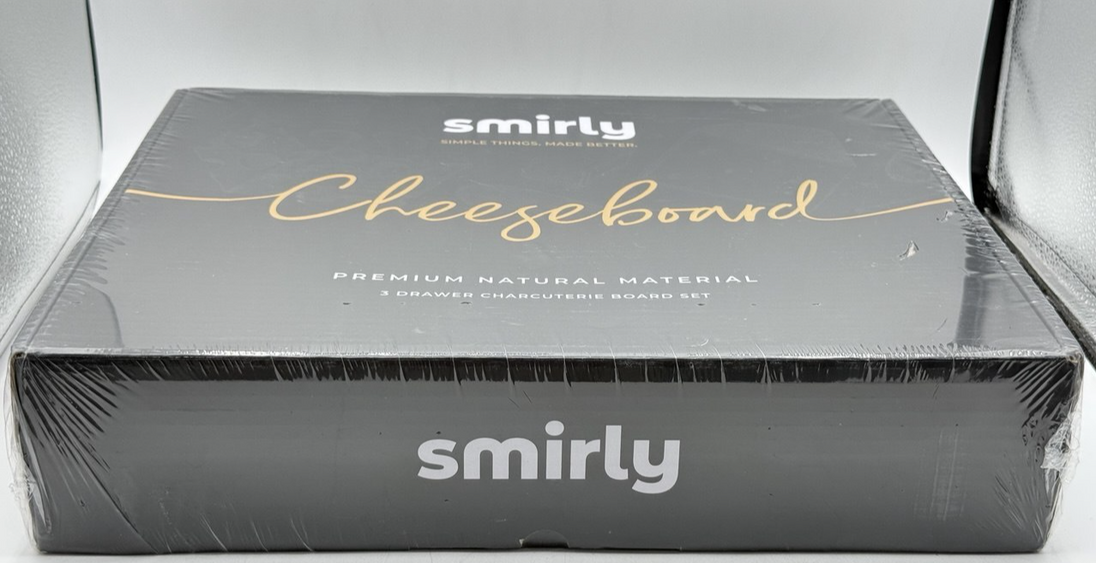 smirly
SIMPLE THINGS. MADE BETTER.
Cheeseboard
PREMIUM NATURAL MATERIAL
3 DRAWER CHARCUTERIE BOARD SET
smirly